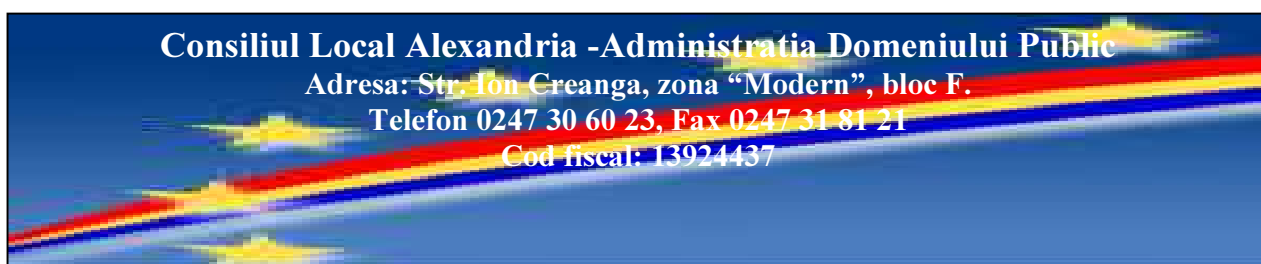 Consiliul Local Alexandria -Administratia Domeniului Public
Adresa: Str. Ion Creanga, zona “Modern”, bloc F.
Telefon 0247 30 60 23, Fax 0247 31 81 21
Cod fiscal: 13924437